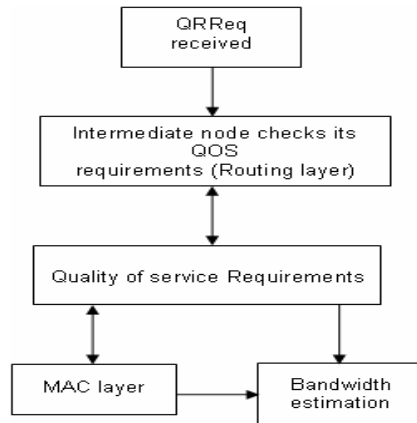 QRReq
received
Intermediate node checks its
QOS
requirements (Routing layer)
Quality of service Requirements
MAC layer
Bandwidth
estimation